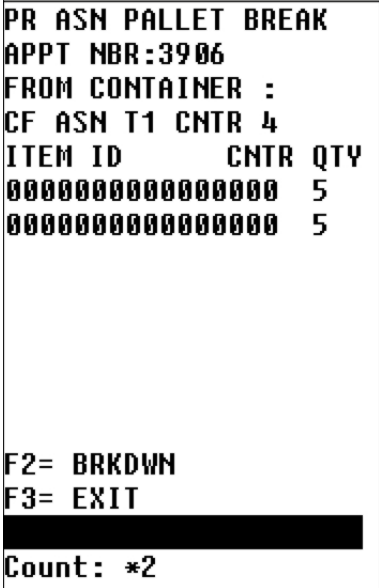 PR ASN PALLET BREAK
APPT NBR:3906
FROM CONTAINER :
CF ASN T1 CNTR 4
ITEM ID CNTR QTY
0000000000000000 5
0000000000000000 5
F2= BRKDWN
F3= EXIT
Count: *2